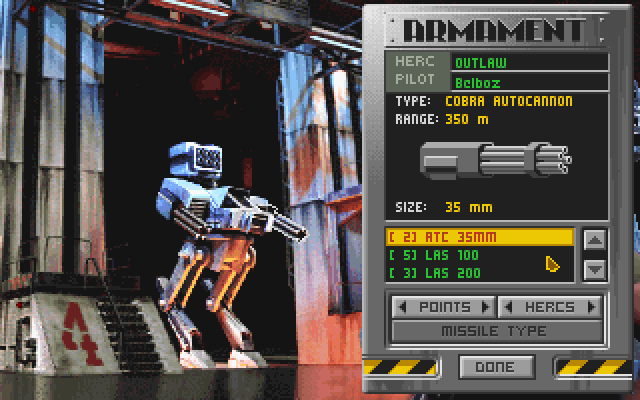 ARMAMENT
HERC OUTLAW
PILOT Belboz
TYPE: COBRA AUTOCANNON
RANGE: 350 m
SIZE: 35 mm
[ 2] ATC 35MM
[ 5] LAS 100
[ 3] LAS 200
POINTS HERCS
MISSILE TYPE
DONE
A4